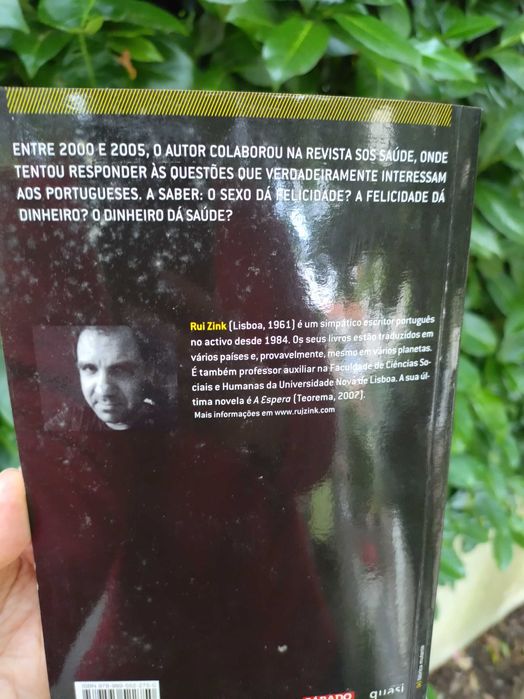 ENTRE 2000 E 2005, O AUTOR COLABOROU NA REVISTA SOS SAÚDE, ONDE
TENTOU RESPONDER ÀS QUESTÕES QUE VERDADEIRAMENTE INTERESSAM
AOS PORTUGUESES. A SABER: O SEXO DÁ FELICIDADE? A FELICIDADE DÁ
DINHEIRO? O DINHEIRO DÁ SAÚDE?
Rui Zink (Lisboa, 1961) é um simpático escritor português
no activo desde 1984. Os seus livros estão traduzidos em
vários países e, provavelmente, mesmo em vários planetas.
É também professor auxiliar na Faculdade de Ciências So-
ciais e Humanas da Universidade Nova de Lisboa. A sua úl-
tima novela é A Espera (Teorema, 2007).
Mais informações em www.ruizink.com
SÁBADO
quasi